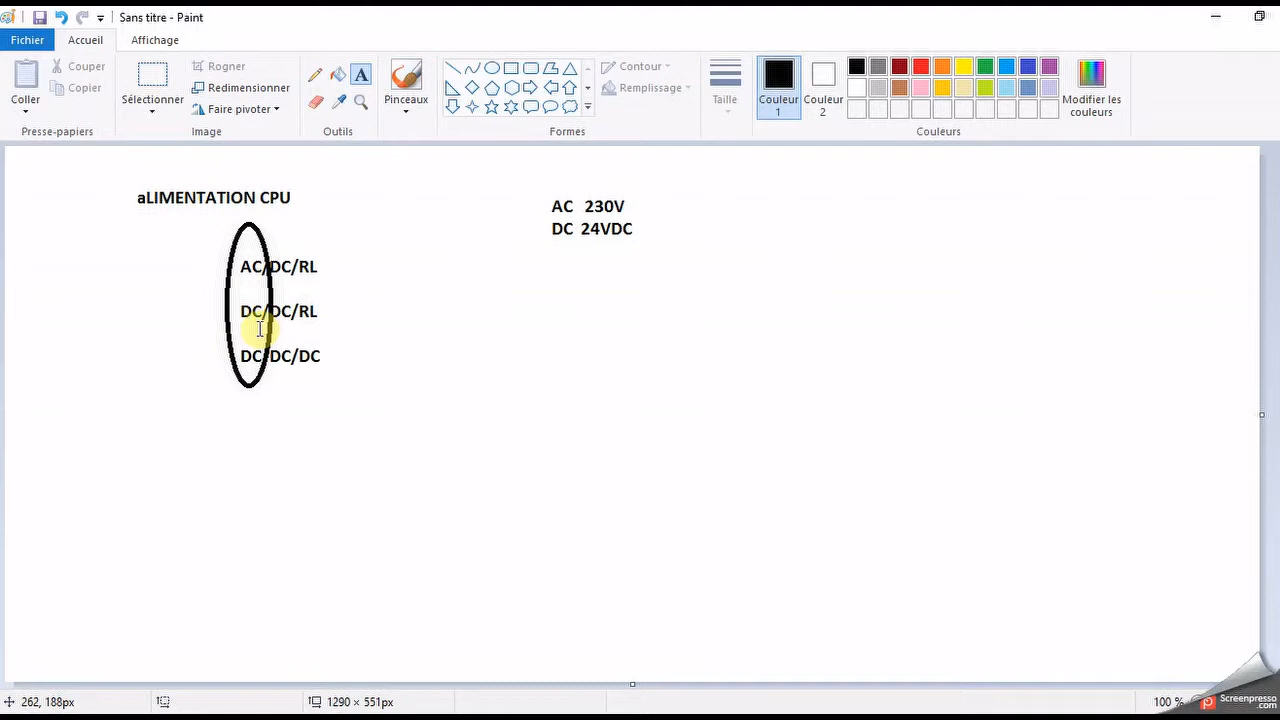 Sans titre - Paint
Fichier
Accueil
Affichage
Coller
Couper
Copier
Presse-papiers
Sélectionner
Rogner
Redimensionner
Faire pivoter
Image
A
Outils
Pinceaux
Contour
Remplissage
Formes
Taille
Couleur 1
Couleur 2
Modifier les couleurs
Couleurs
aLIMENTATION CPU
AC 230V
DC 24VDC
AC/DC/RL
DC/DC/RL
DC/DC/DC
262, 188px
1290 × 551px
100 %
Screenpresso
.com